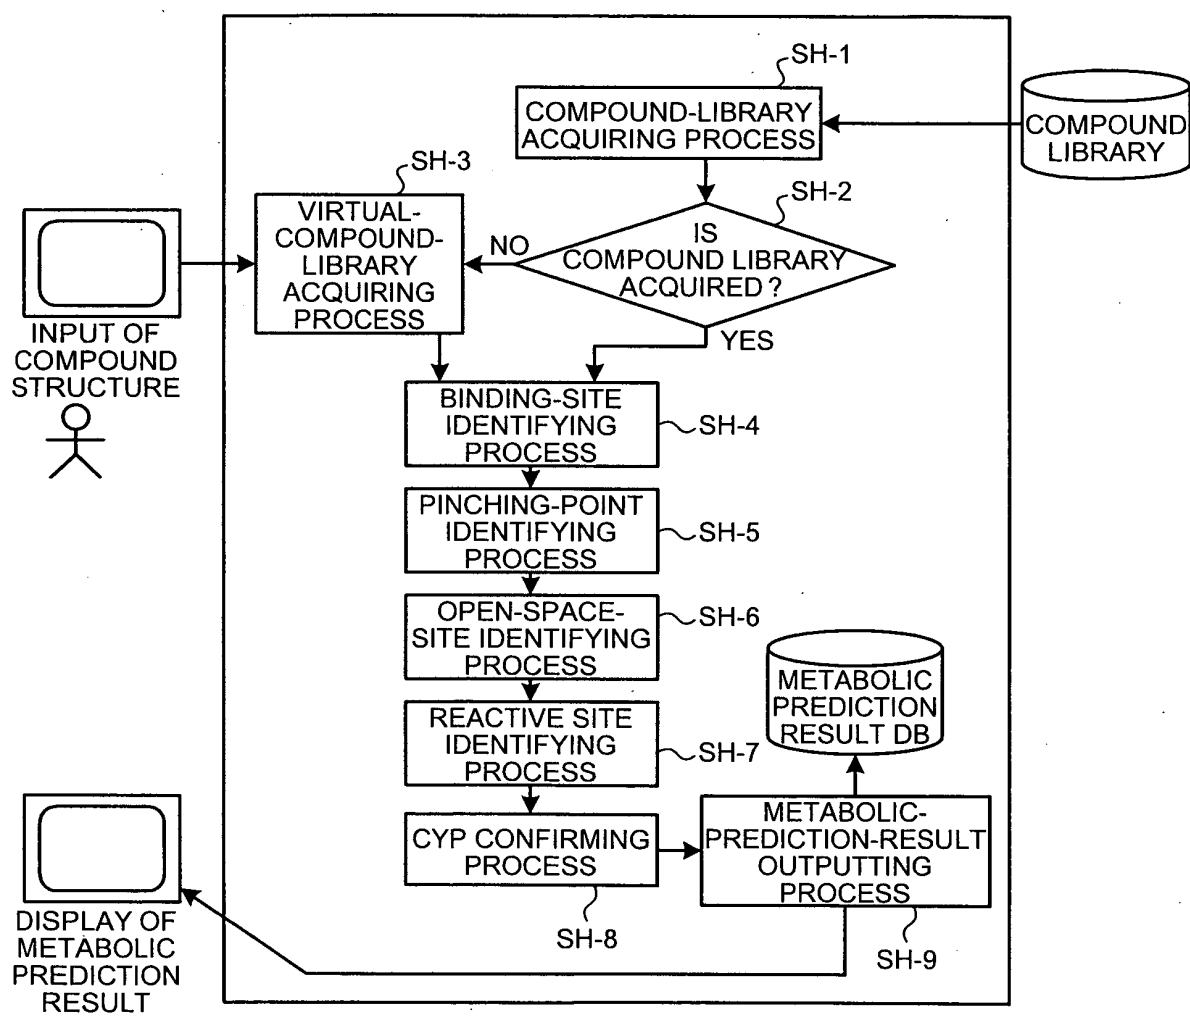 SH-1
COMPOUND-LIBRARY
ACQUIRING PROCESS
COMPOUND
LIBRARY
SH-3
SH-2
VIRTUAL-
COMPOUND-
LIBRARY
ACQUIRING
PROCESS
NO
IS
COMPOUND LIBRARY
ACQUIRED ?
YES
INPUT OF
COMPOUND
STRUCTURE
BINDING-SITE
IDENTIFYING
PROCESS
SH-4
PINCHING-POINT
IDENTIFYING
PROCESS
SH-5
OPEN-SPACE-
SITE IDENTIFYING
PROCESS
SH-6
REACTIVE SITE
IDENTIFYING
PROCESS
SH-7
METABOLIC
PREDICTION
RESULT DB
CYP CONFIRMING
PROCESS
SH-8
METABOLIC-
PREDICTION-RESULT
OUTPUTTING
PROCESS
SH-9
DISPLAY OF
METABOLIC
PREDICTION
RESULT